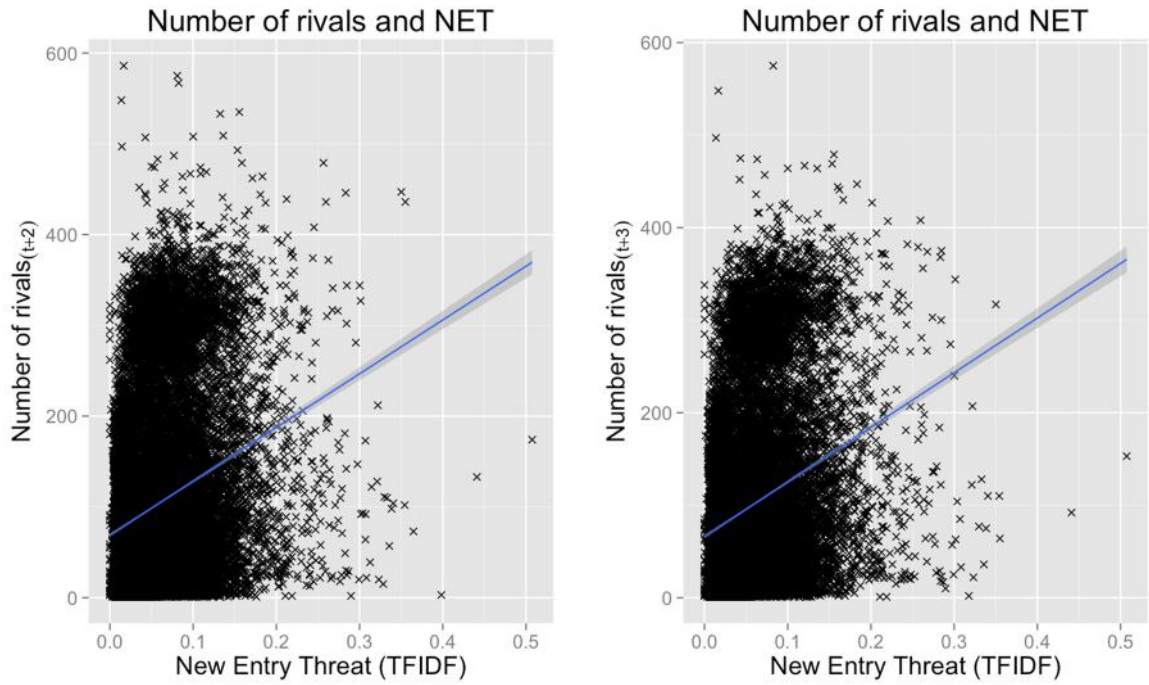 Number of rivals and NET
600
400
200
0
Number of rivals(t+2)
0.0 0.1 0.2 0.3 0.4 0.5
New Entry Threat (TFIDF)
Number of rivals and NET
600
400
200
0
Number of rivals(t+3)
0.0 0.1 0.2 0.3 0.4 0.5
New Entry Threat (TFIDF)